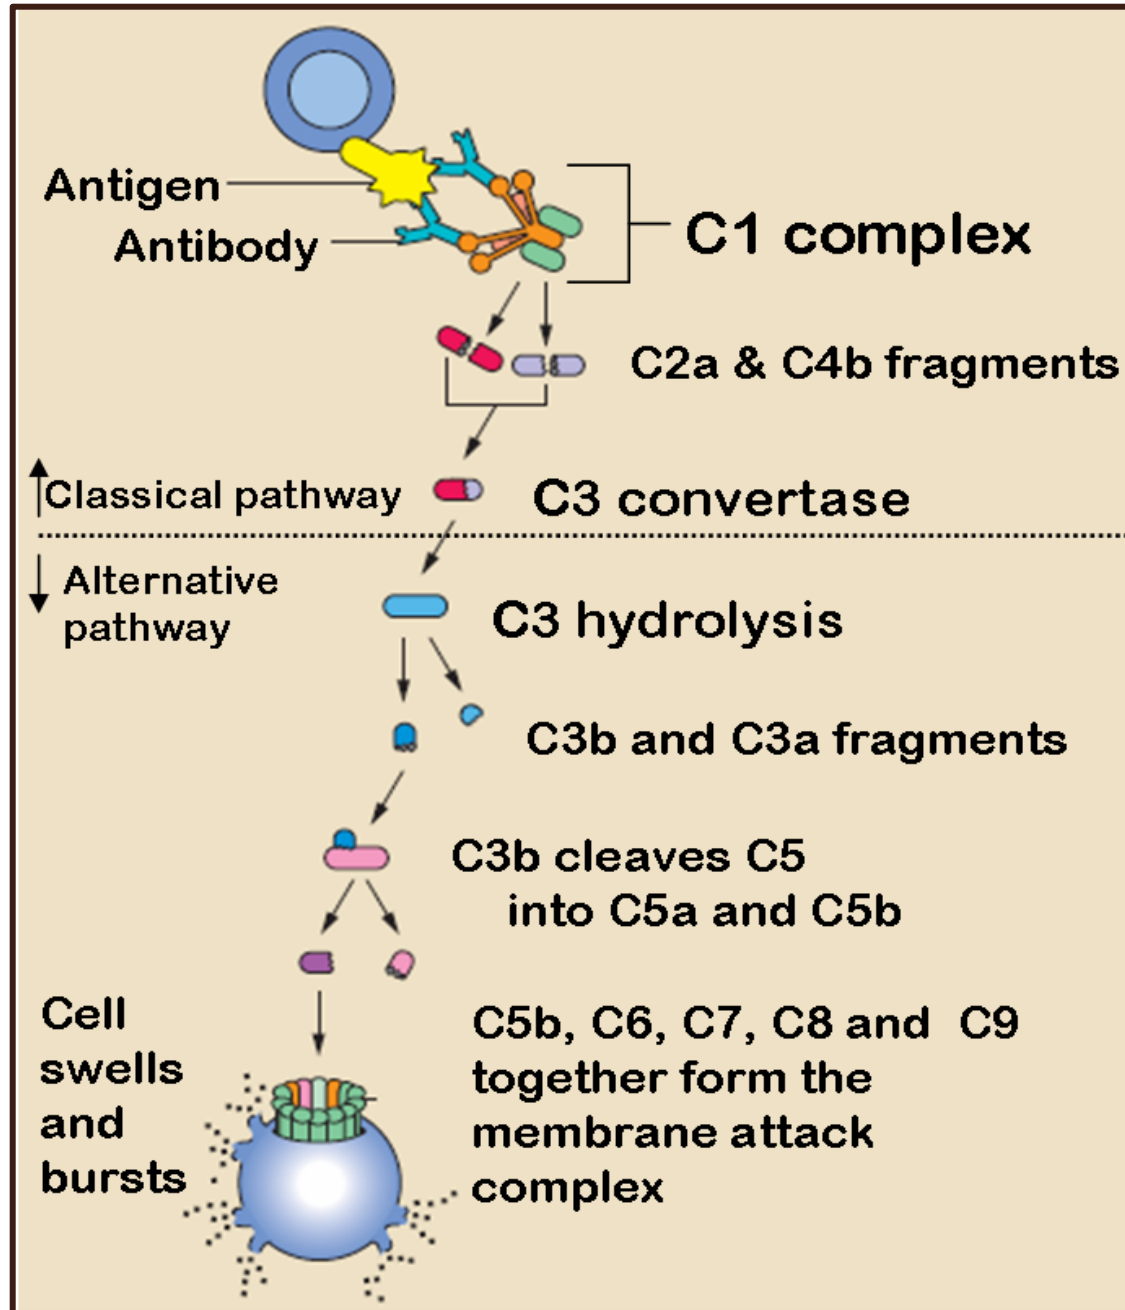 Antigen
Antibody
C1 complex
C2a & C4b fragments
Classical pathway
C3 convertase
Alternative
pathway
C3 hydrolysis
C3b and C3a fragments
C3b cleaves C5
into C5a and C5b
Cell
swells
and
bursts
C5b, C6, C7, C8 and C9
together form the
membrane attack
complex